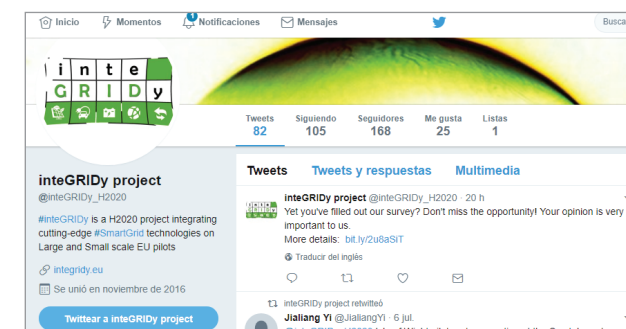 Inicio Momentos 1 Notificaciones Mensajes Busca
inte
GRIDy
Tweets Siguiendo Seguidores Me gusta Listas
82 105 168 25 1
inteGRIDy project
@inteGRIDy_H2020
#inteGRIDy is a H2020 project integrating
cutting-edge #SmartGrid technologies on
Large and Small scale EU pilots
integridy.eu
Se unió en noviembre de 2016
Twittear a inteGRIDy project
Tweets Tweets y respuestas Multimedia
inteGRIDy project @inteGRIDy_H2020 · 20 h
Yet you've filled out our survey? Don't miss the opportunity! Your opinion is very
important to us.
More details: bit.ly/2u8aSiT
Traducir del inglés
inteGRIDy project retwitteó
Jialiang Yi @JialiangYi · 6 jul.